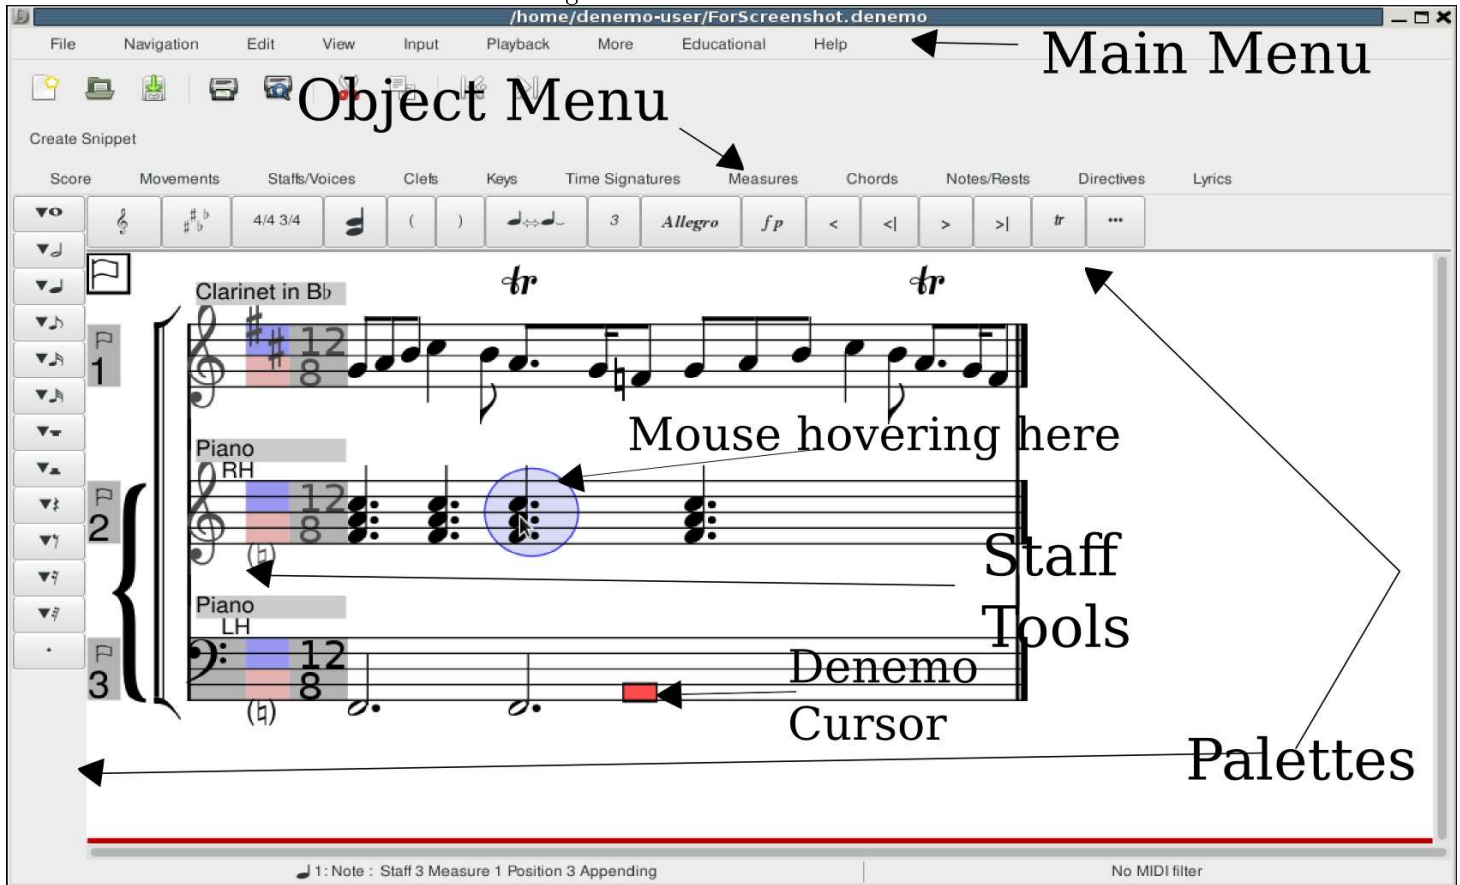 /home/denemo-user/ForScreenshot.denemo
File Navigation Edit View Input Playback More Educational Help
Main Menu
Object Menu
Create Snippet
Score Movements Staffs/Voices Clefs Keys Time Signatures Measures Chords Notes/Rests Directives Lyrics
4/4 3/4 ( ) 3 Allegro fp < <| > >| tr ...
tr tr
Clarinet in B♭
1
12
8
Mouse hovering here
Piano
RH
2
12
8
(♮)
Staff
Tools
Piano
LH
3
12
8
(♮)
Denemo
Cursor
Palettes
1: Note : Staff 3 Measure 1 Position 3 Appending
No MIDI filter